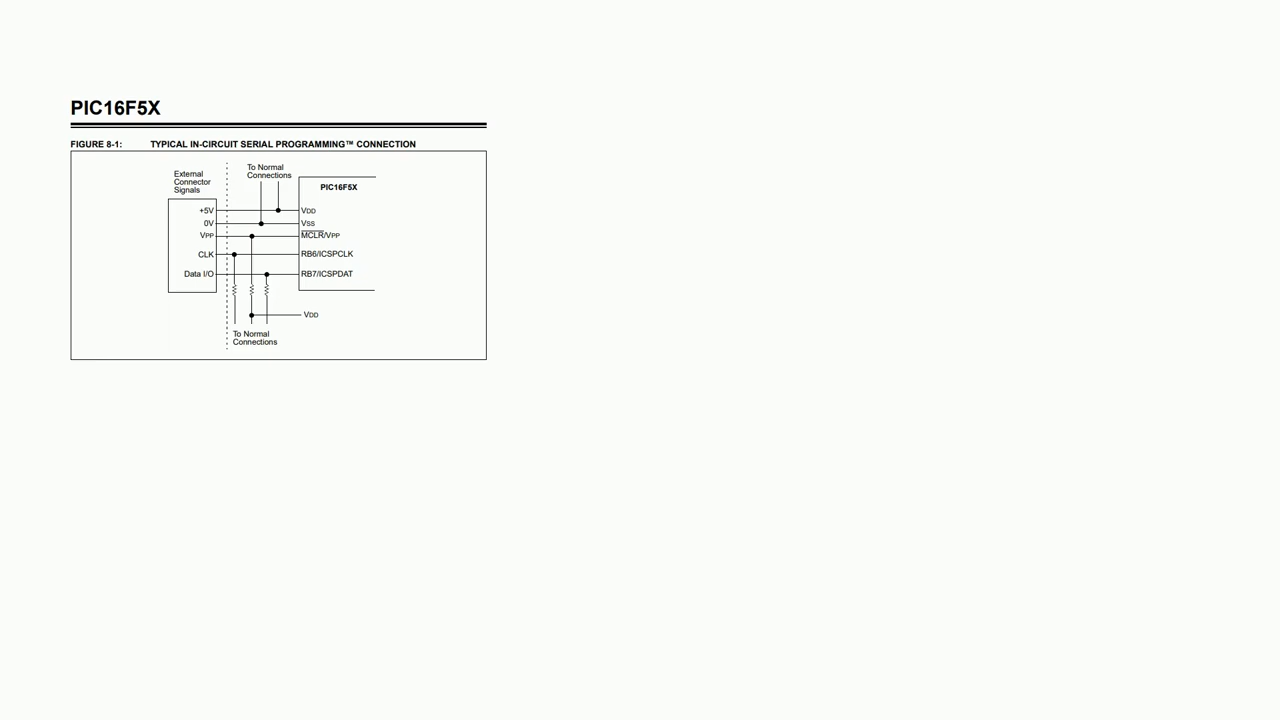 PIC16F5X
FIGURE 8-1: TYPICAL IN-CIRCUIT SERIAL PROGRAMMING™ CONNECTION
External
Connector
Signals
To Normal
Connections
PIC16F5X
+5V
0V
VPP
CLK
Data I/O
VDD
VSS
MCLR/VPP
RB6/ICSPCLK
RB7/ICSPDAT
VDD
To Normal
Connections